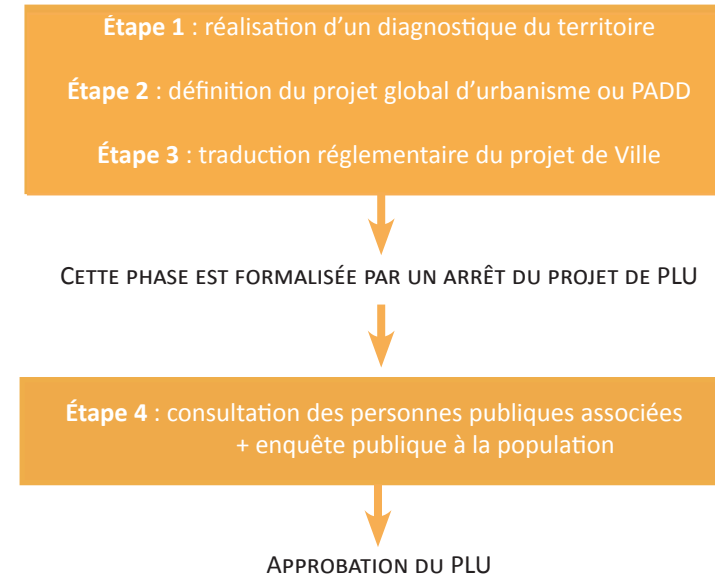 Étape 1 : réalisation d'un diagnostique du territoire
Étape 2 : définition du projet global d'urbanisme ou PADD
Étape 3 : traduction réglementaire du projet de Ville
Cette phase est formalisée par un arrêt du projet de PLU
Étape 4 : consultation des personnes publiques associées
+ enquête publique à la population
Approbation du PLU